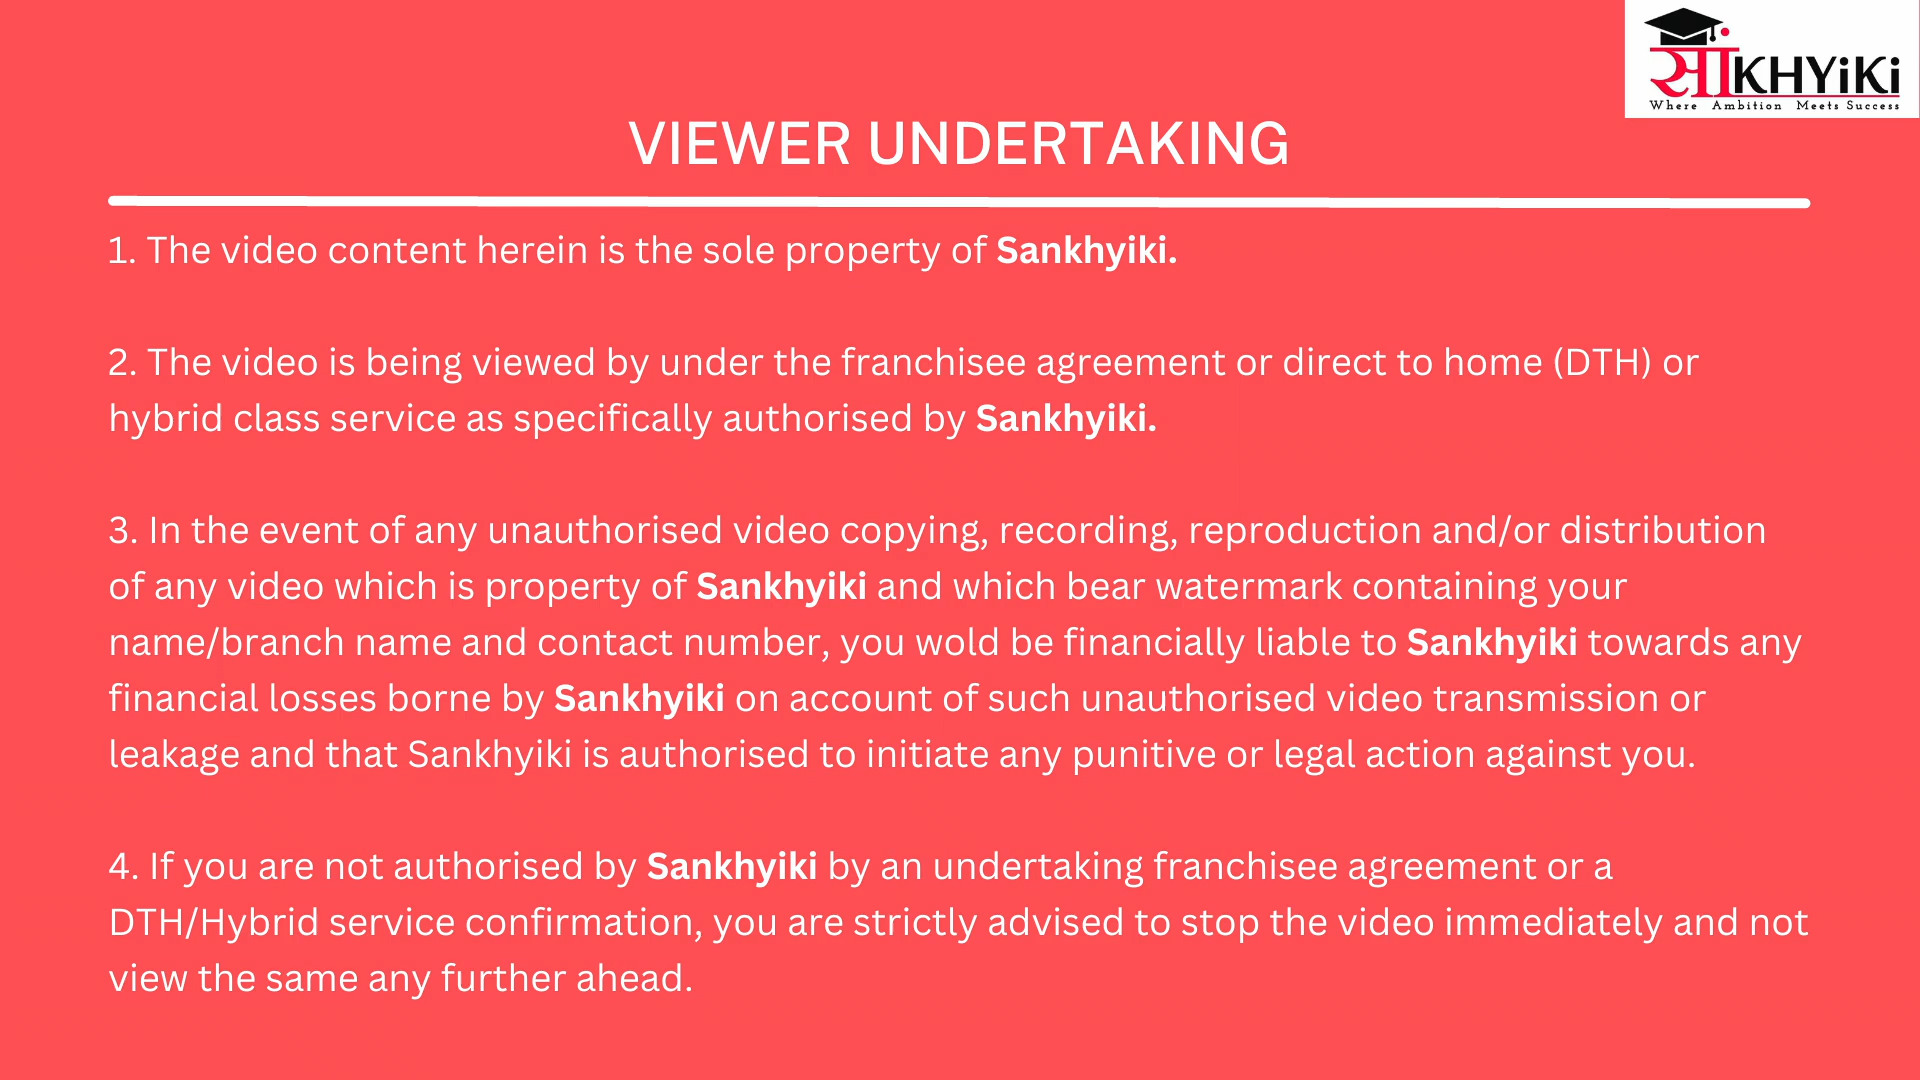 सांKHYiKi
Where Ambition Meets Success
VIEWER UNDERTAKING
1. The video content herein is the sole property of Sankhyiki.
2. The video is being viewed by under the franchisee agreement or direct to home (DTH) or
hybrid class service as specifically authorised by Sankhyiki.
3. In the event of any unauthorised video copying, recording, reproduction and/or distribution
of any video which is property of Sankhyiki and which bear watermark containing your
name/branch name and contact number, you wold be financially liable to Sankhyiki towards any
financial losses borne by Sankhyiki on account of such unauthorised video transmission or
leakage and that Sankhyiki is authorised to initiate any punitive or legal action against you.
4. If you are not authorised by Sankhyiki by an undertaking franchisee agreement or a
DTH/Hybrid service confirmation, you are strictly advised to stop the video immediately and not
view the same any further ahead.